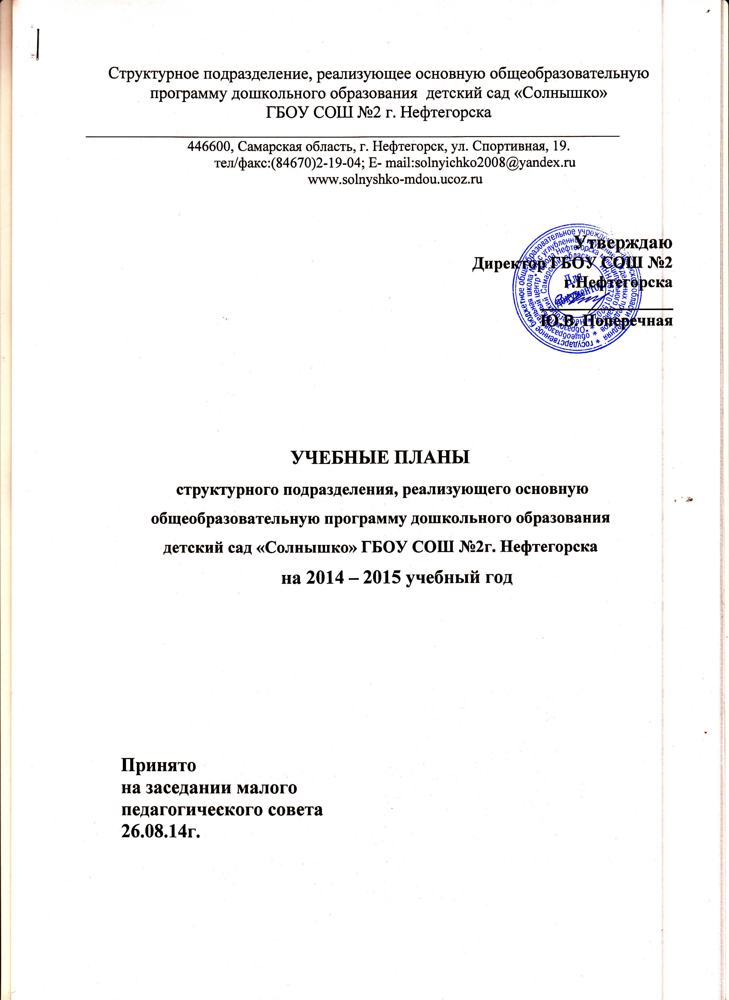 Структурное подразделение, реализующее основную общеобразовательную
программу дошкольного образования детский сад «Солнышко»
ГБОУ СОШ №2 г. Нефтегорска
446600, Самарская область, г. Нефтегорск, ул. Спортивная, 19.
тел/факс:(84670)2-19-04; Е- mail:solnyichko2008@yandex.ru
www.solnyshko-mdou.ucoz.ru
Утверждаю
Директор ГБОУ СОШ №2
г.Нефтегорска
Ю.В. Поперечная
Для
документов
УЧЕБНЫЕ ПЛАНЫ
структурного подразделения, реализующего основную
общеобразовательную программу дошкольного образования
детский сад «Солнышко» ГБОУ СОШ №2г. Нефтегорска
на 2014 – 2015 учебный год
Принято
на заседании малого
педагогического совета
26.08.14г.